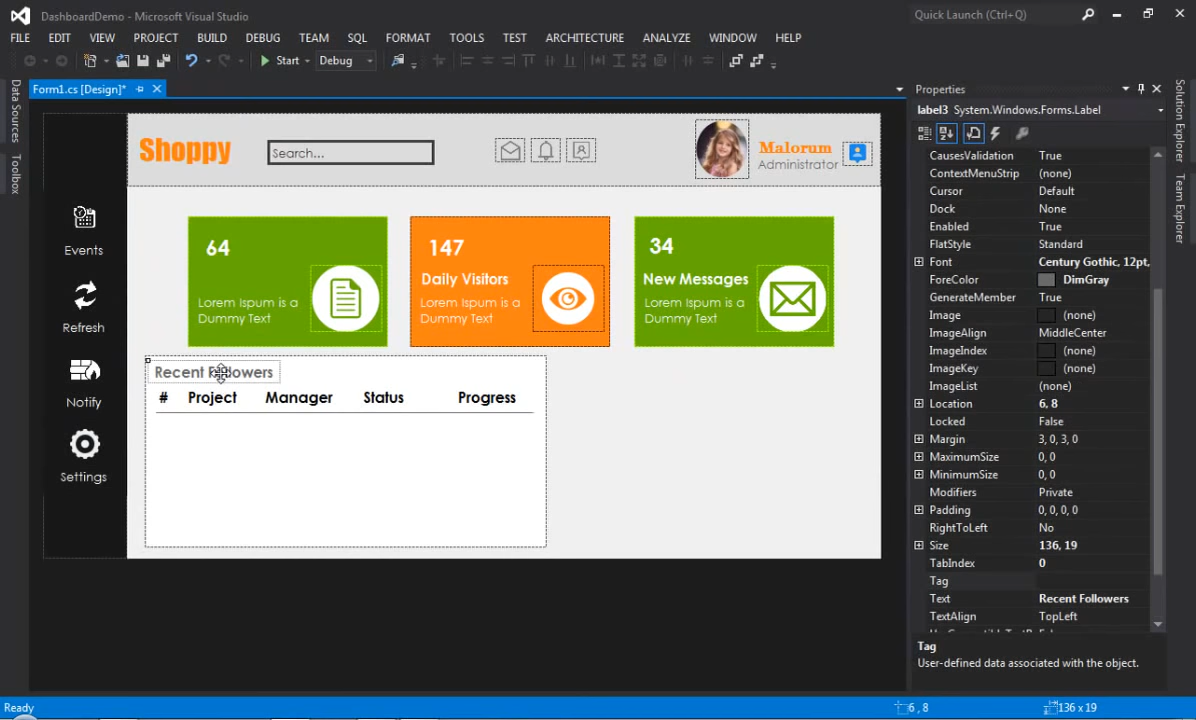 DashboardDemo - Microsoft Visual Studio
Quick Launch (Ctrl+Q)
FILE EDIT VIEW PROJECT BUILD DEBUG TEAM SQL FORMAT TOOLS TEST ARCHITECTURE ANALYZE WINDOW HELP
Start Debug
Form1.cs [Design]*
Data Sources
Toolbox
Shoppy
Search...
Malorum
Administrator
Events
Refresh
Notify
Settings
64
Lorem Ispum is a
Dummy Text
147
Daily Visitors
Lorem Ispum is a
Dummy Text
34
New Messages
Lorem Ispum is a
Dummy Text
Recent Followers
# Project Manager Status Progress
Properties
label3 System.Windows.Forms.Label
CausesValidation True
ContextMenuStrip (none)
Cursor Default
Dock None
Enabled True
FlatStyle Standard
Font Century Gothic, 12pt,
ForeColor DimGray
GenerateMember True
Image (none)
ImageAlign MiddleCenter
ImageIndex (none)
ImageKey (none)
ImageList (none)
Location 6, 8
Locked False
Margin 3, 0, 3, 0
MaximumSize 0, 0
MinimumSize 0, 0
Modifiers Private
Padding 0, 0, 0, 0
RightToLeft No
Size 136, 19
TabIndex 0
Tag
Text Recent Followers
TextAlign TopLeft
Tag
User-defined data associated with the object.
Solution Explorer
Team Explorer
Ready
6 , 8
136 x 19